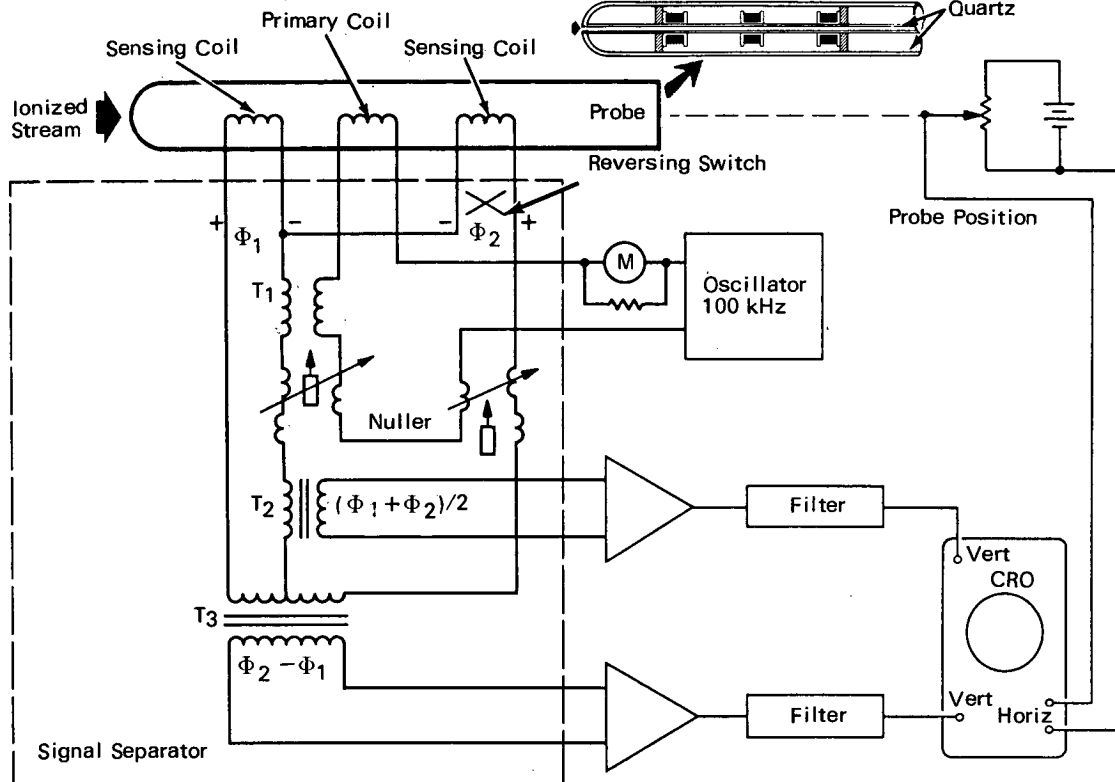 Primary Coil
Quartz
Sensing Coil
Sensing Coil
Ionized
Stream
Probe
Reversing Switch
Probe Position
+
-
-
+
Φ1
Φ2
M
Oscillator
100 kHz
T1
Nuller
T2
(Φ1 + Φ2)/2
Filter
Vert
CRO
T3
Φ2 - Φ1
Vert
Horiz
Filter
Signal Separator